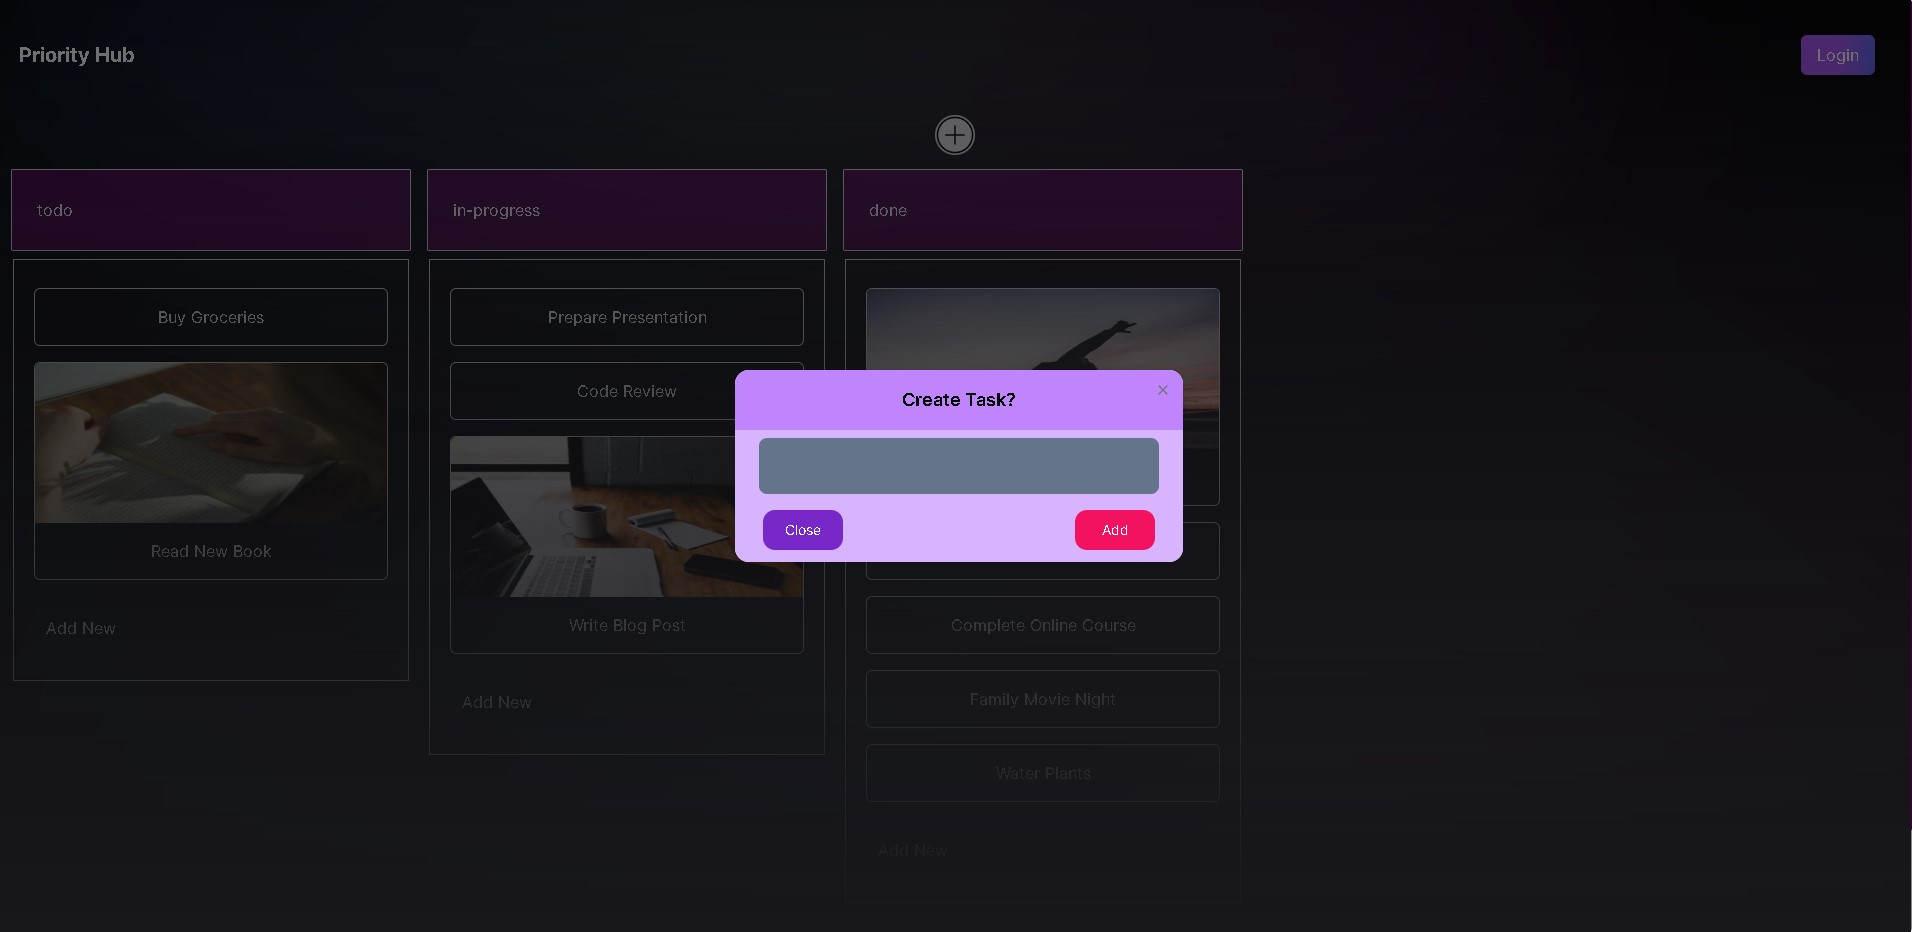 Priority Hub
Login
todo
in-progress
done
Buy Groceries
Read New Book
Add New
Prepare Presentation
Code Review
Write Blog Post
Add New
Complete Online Course
Family Movie Night
Water Plants
Add New
Create Task?
Close
Add